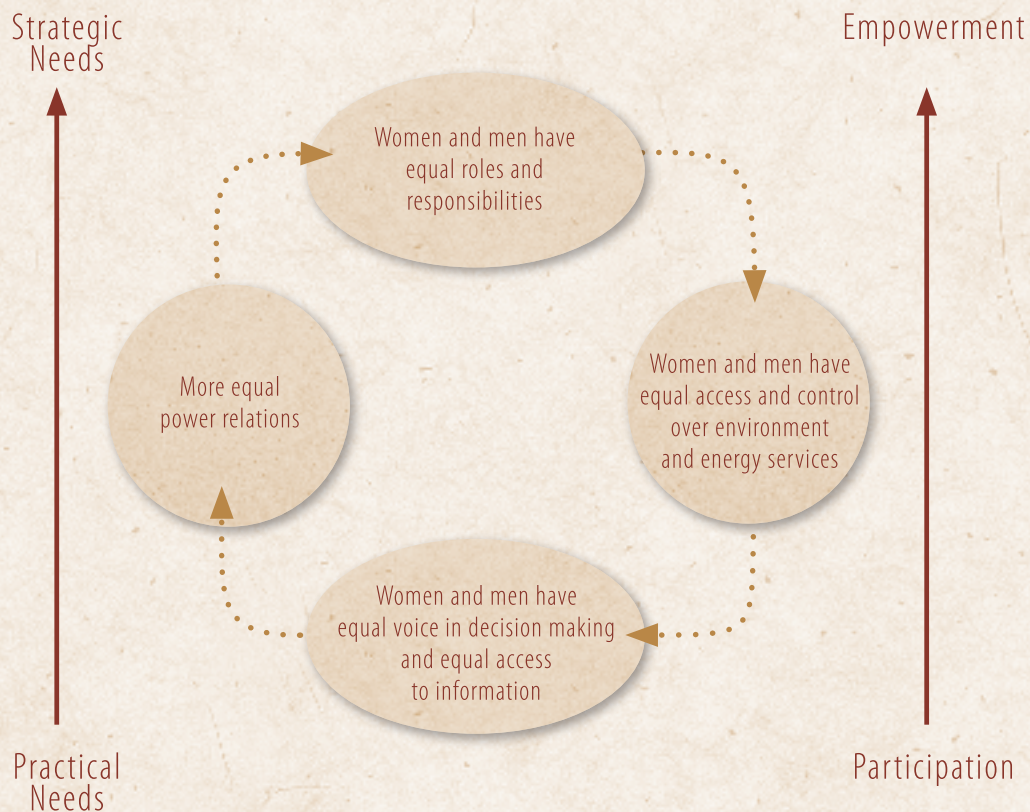 Strategic
Needs
Empowerment
Women and men have
equal roles and
responsibilities
More equal
power relations
Women and men have
equal access and control
over environment
and energy services
Women and men have
equal voice in decision making
and equal access
to information
Practical
Needs
Participation